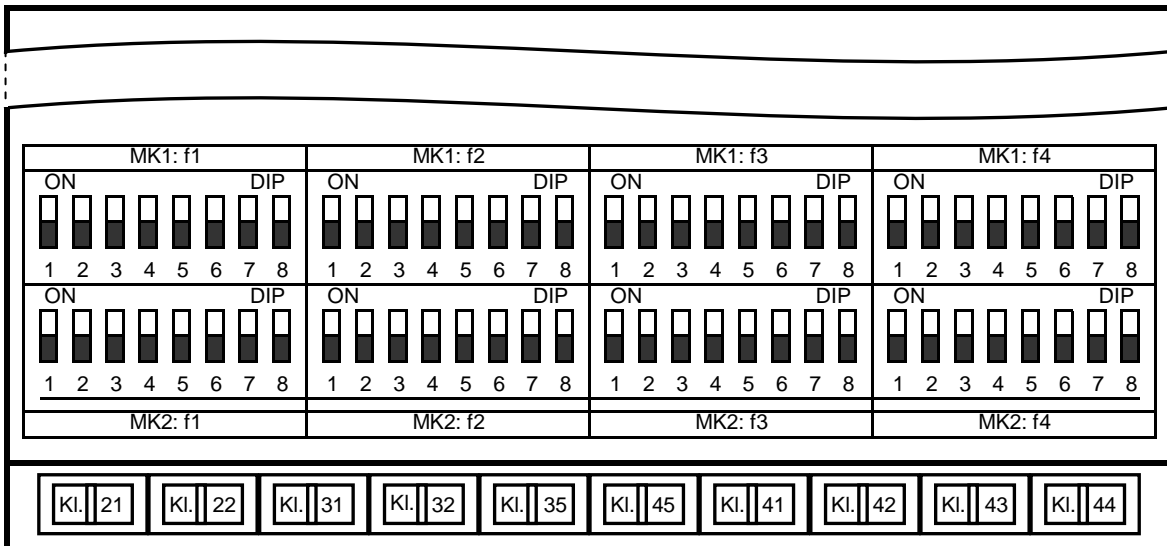 MK1: f1 MK1: f2 MK1: f3 MK1: f4
ON DIP ON DIP ON DIP ON DIP
1 2 3 4 5 6 7 8 1 2 3 4 5 6 7 8 1 2 3 4 5 6 7 8 1 2 3 4 5 6 7 8
ON DIP ON DIP ON DIP ON DIP
1 2 3 4 5 6 7 8 1 2 3 4 5 6 7 8 1 2 3 4 5 6 7 8 1 2 3 4 5 6 7 8
MK2: f1 MK2: f2 MK2: f3 MK2: f4
Kl. 21 Kl. 22 Kl. 31 Kl. 32 Kl. 35 Kl. 45 Kl. 41 Kl. 42 Kl. 43 Kl. 44